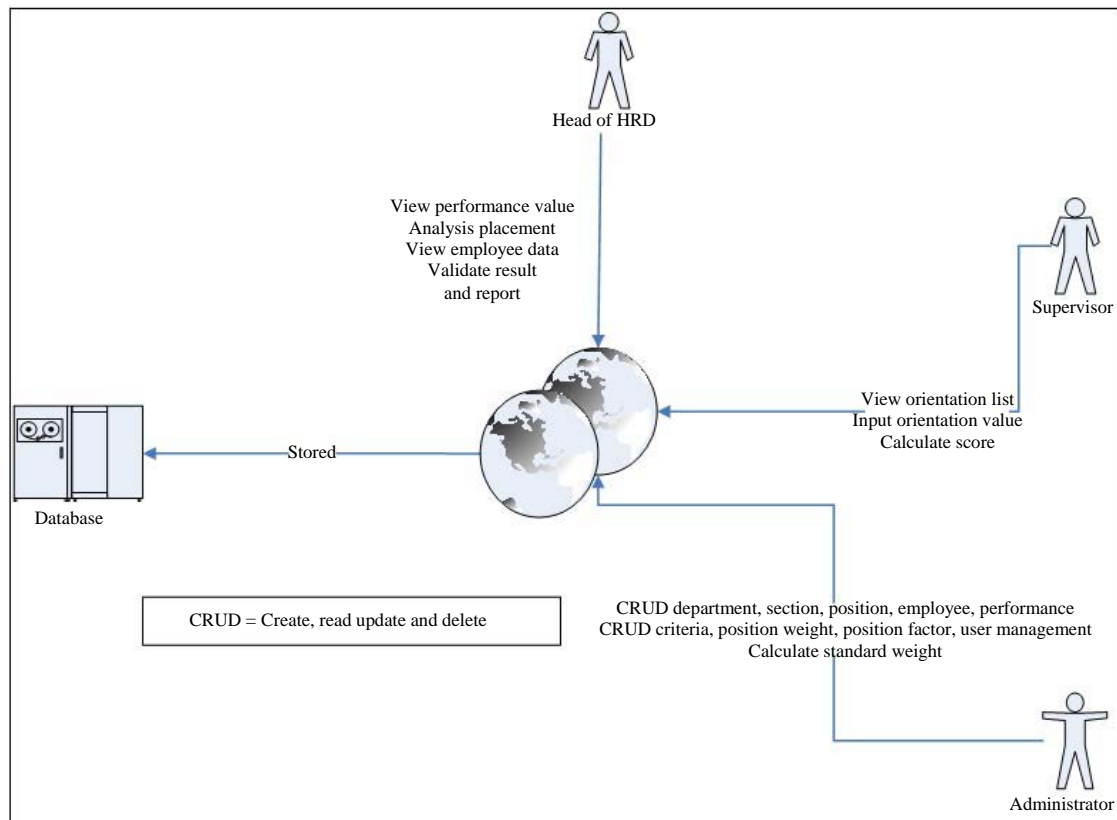 Head of HRD
View performance value
Analysis placement
View employee data
Validate result
and report
Supervisor
View orientation list
Input orientation value
Calculate score
Stored
Database
CRUD = Create, read update and delete
CRUD department, section, position, employee, performance
CRUD criteria, position weight, position factor, user management
Calculate standard weight
Administrator